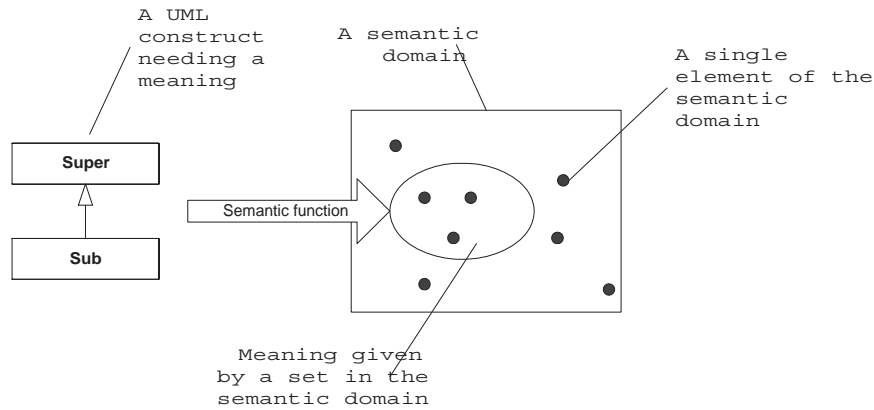 A UML
construct
needing a
meaning
A semantic
domain
A single
element of the
semantic
domain
Super
Semantic function
Sub
Meaning given
by a set in the
semantic domain